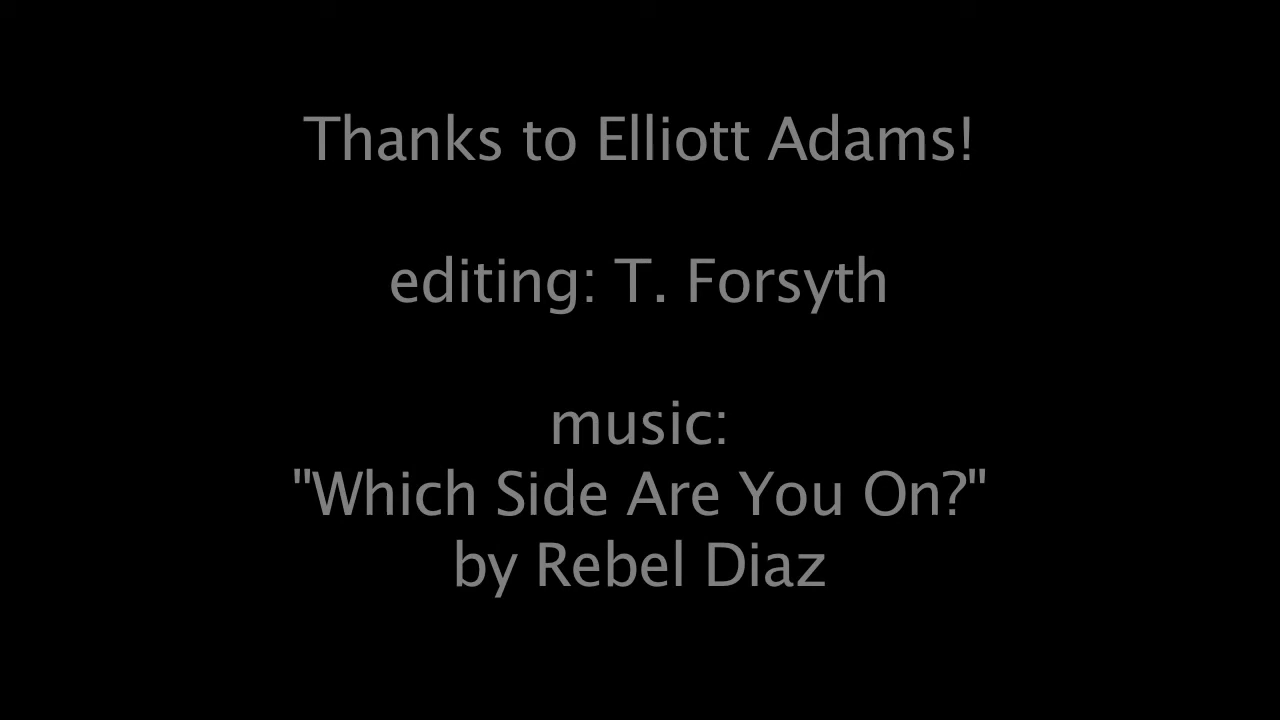 Thanks to Elliott Adams!
editing: T. Forsyth
music:
"Which Side Are You On?"
by Rebel Diaz